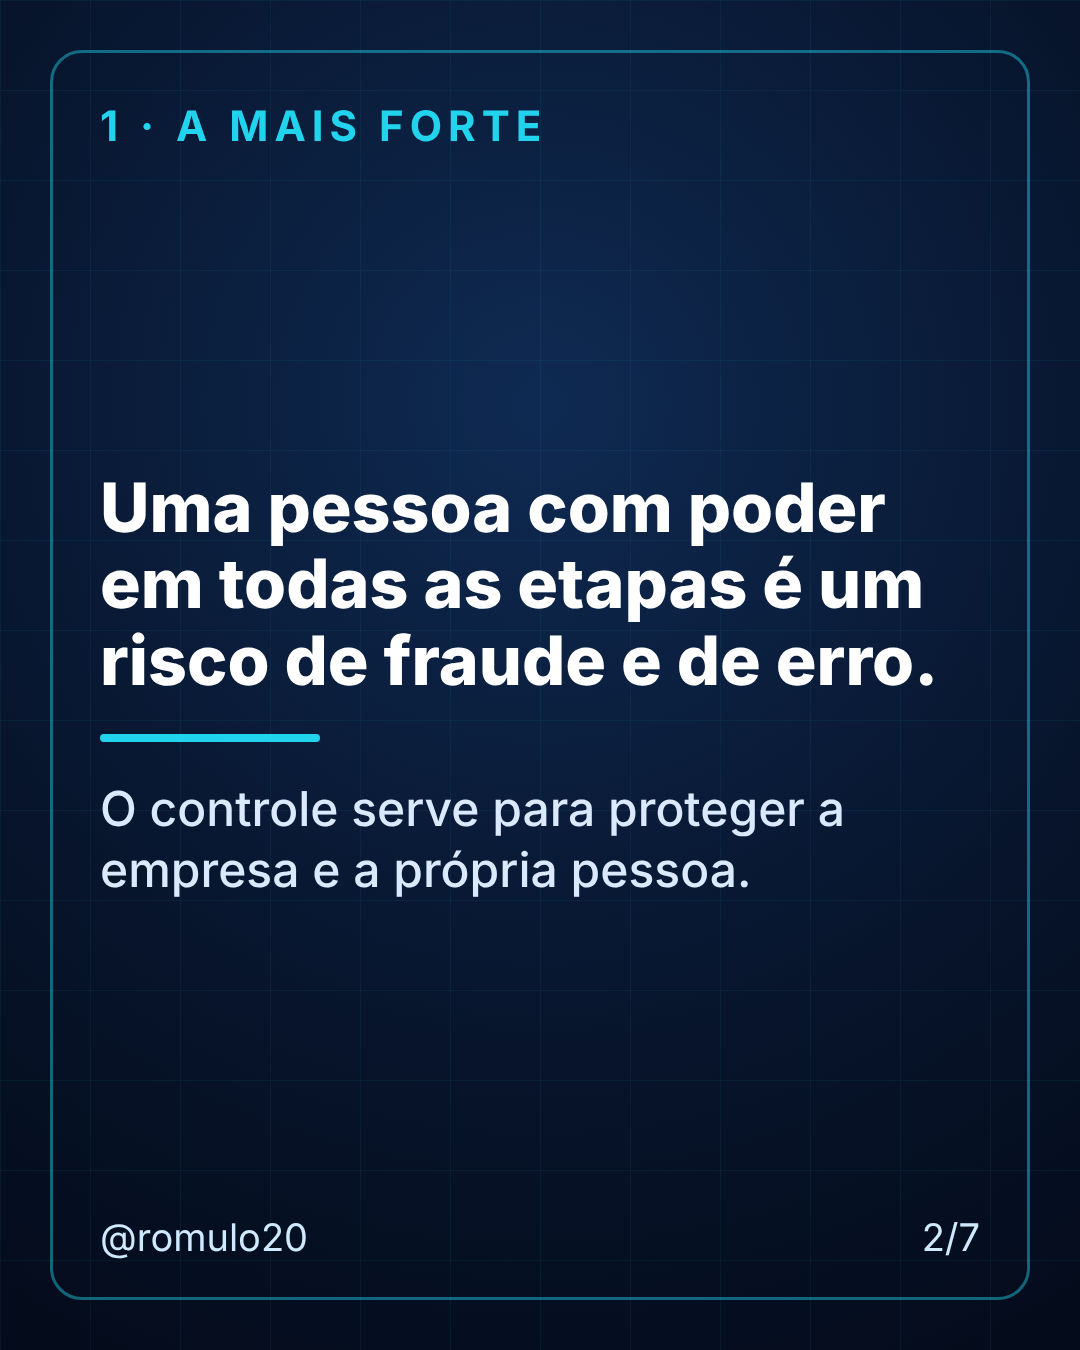 1 · A MAIS FORTE
Uma pessoa com poder
em todas as etapas é um
risco de fraude e de erro.
O controle serve para proteger a
empresa e a própria pessoa.
@romulo20
2/7